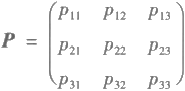 P = ( p₁₁ p₁₂ p₁₃
p₂₁ p₂₂ p₂₃
p₃₁ p₃₂ p₃₃ )